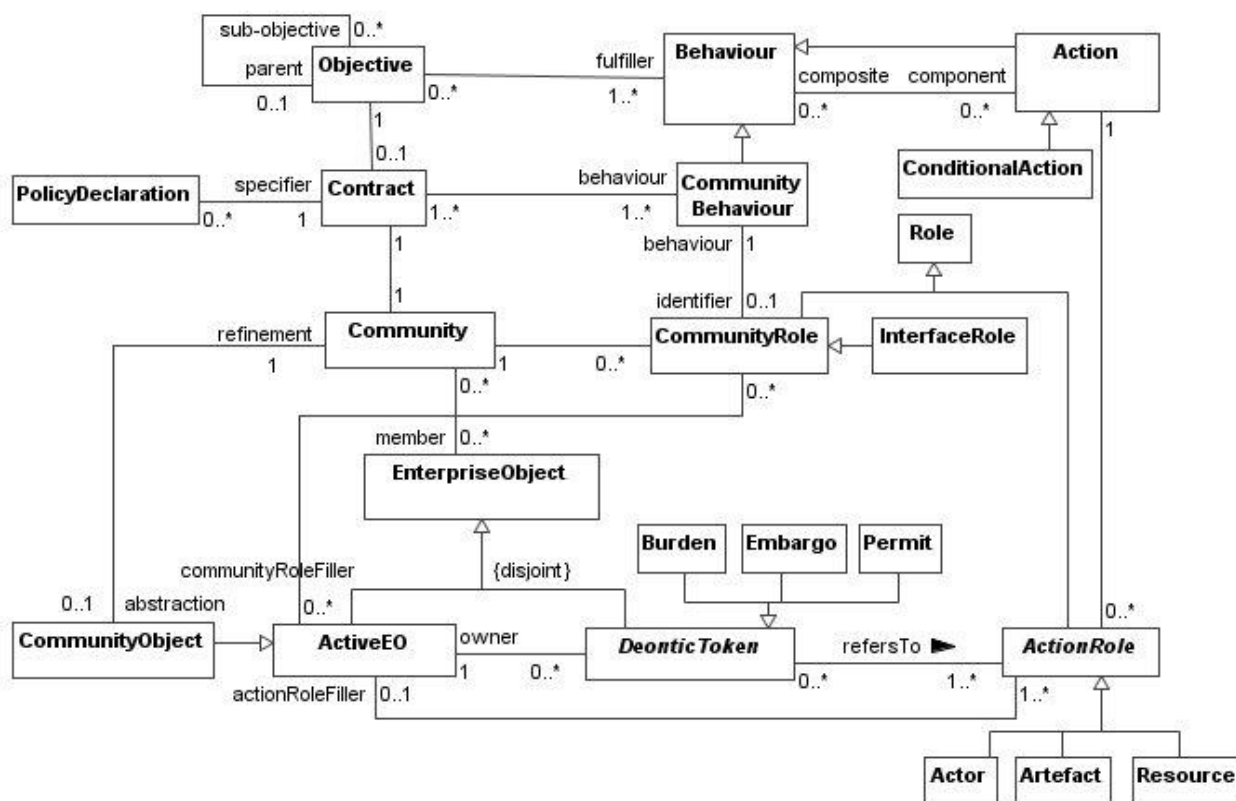 sub-objective 0..*
Objective
parent
0..1
0..*
fulfiller
1..*
Behaviour
composite component
0..* 0..*
Action
1
1
0..1
ConditionalAction
PolicyDeclaration
specifier
0..* 1
Contract
1..*
behaviour
1..*
Community
Behaviour
behaviour 1
Role
1
1
identifier 0..1
refinement
1
Community
1 0..*
CommunityRole
InterfaceRole
0..*
0..*
member 0..*
EnterpriseObject
Burden
Embargo
Permit
communityRoleFiller
{disjoint}
0..1 abstraction
0..*
0..*
CommunityObject
ActiveEO
owner
1 0..*
DeonticToken
refersTo
0..* 1..*
ActionRole
actionRoleFiller 0..1
1..*
Actor
Artefact
Resource